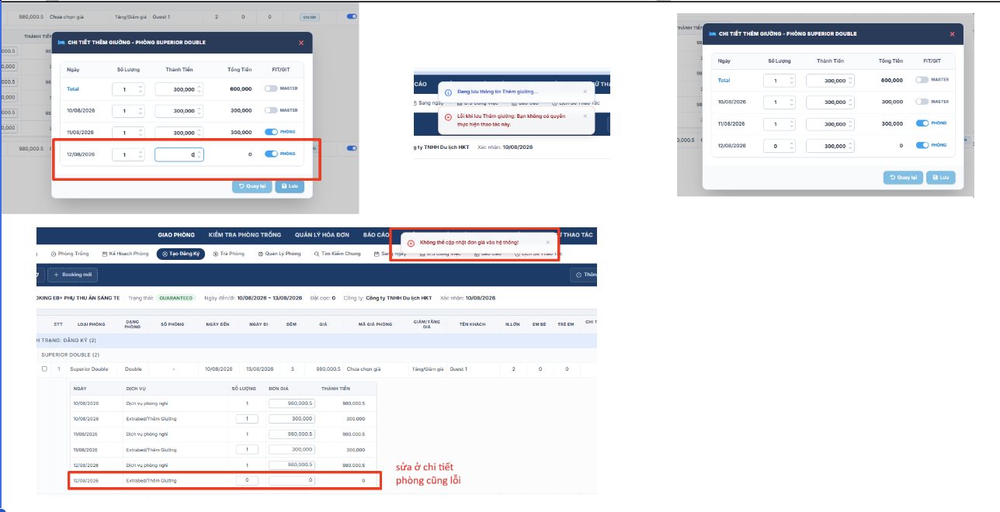 980,000.5 Chưa chọn giá Tăng/Giảm giá Guest 1 2 0 0 Chi tiết
THÀNH TIỀN
CHI TIẾT THÊM GIƯỜNG - PHÒNG SUPERIOR DOUBLE
Ngày Số Lượng Thành Tiền Tổng Tiền FIT/GIT
Total 1 300,000 600,000 MASTER
10/08/2026 1 300,000 300,000 MASTER
11/08/2026 1 300,000 300,000 PHÒNG
12/08/2026 1 0 0 PHÒNG
980,000.5
Quay lại Lưu
CÁO
Đang lưu thông tin Thêm giường...
Sang ngày
Lỗi khi lưu Thêm giường: Bạn không có quyền
thực hiện thao tác này.
ty TNHH Du lịch HKT Xác nhận: 10/08/2026
CHI TIẾT THÊM GIƯỜNG - PHÒNG SUPERIOR DOUBLE
Ngày Số Lượng Thành Tiền Tổng Tiền FIT/GIT
Total 1 300,000 600,000 MASTER
10/08/2026 1 300,000 300,000 MASTER
11/08/2026 1 300,000 300,000 PHÒNG
12/08/2026 0 300,000 0 PHÒNG
Quay lại Lưu
GIAO PHÒNG KIỂM TRA PHÒNG TRỐNG QUẢN LÝ HÓA ĐƠN BÁO CÁO THAO TÁC
Không thể cập nhật đơn giá vào hệ thống!
Phòng Trống Kế Hoạch Phòng Tạo Đăng Ký Trả Phòng Quản Lý Phòng Tìm Kiếm Chung Sang ngày
+ Booking mới Thông
OKING EB+ PHỤ THU ĂN SÁNG TE Trạng thái: GUARANTEED Ngày đến/đi: 10/08/2026 ~ 13/08/2026 Đặt cọc: 0 Công ty: Công ty TNHH Du lịch HKT Xác nhận: 10/08/2026
STT LOẠI PHÒNG DẠNG PHÒNG SỐ PHÒNG NGÀY ĐẾN NGÀY ĐI ĐÊM GIÁ MÃ GIÁ PHÒNG GIẢM/TĂNG GIÁ TÊN KHÁCH N.LỚN EM BÉ TRẺ EM CHI T
H TRẠNG: ĐĂNG KÝ (2)
SUPERIOR DOUBLE (2)
1 Superior Double Double - 10/08/2026 13/08/2026 3 980,000.5 Chưa chọn giá Tăng/Giảm giá Guest 1 2 0 0
NGÀY DỊCH VỤ SỐ LƯỢNG ĐƠN GIÁ THÀNH TIỀN
10/08/2026 Dịch vụ phòng nghỉ 1 980,000.5 980,000.5
10/08/2026 Extrabed/Thêm Giường 1 300,000 300,000
11/08/2026 Dịch vụ phòng nghỉ 1 980,000.5 980,000.5
11/08/2026 Extrabed/Thêm Giường 1 300,000 300,000
12/08/2026 Dịch vụ phòng nghỉ 1 980,000.5 980,000.5
12/08/2026 Extrabed/Thêm Giường 0 0 0
sửa ở chi tiết
phòng cũng lỗi